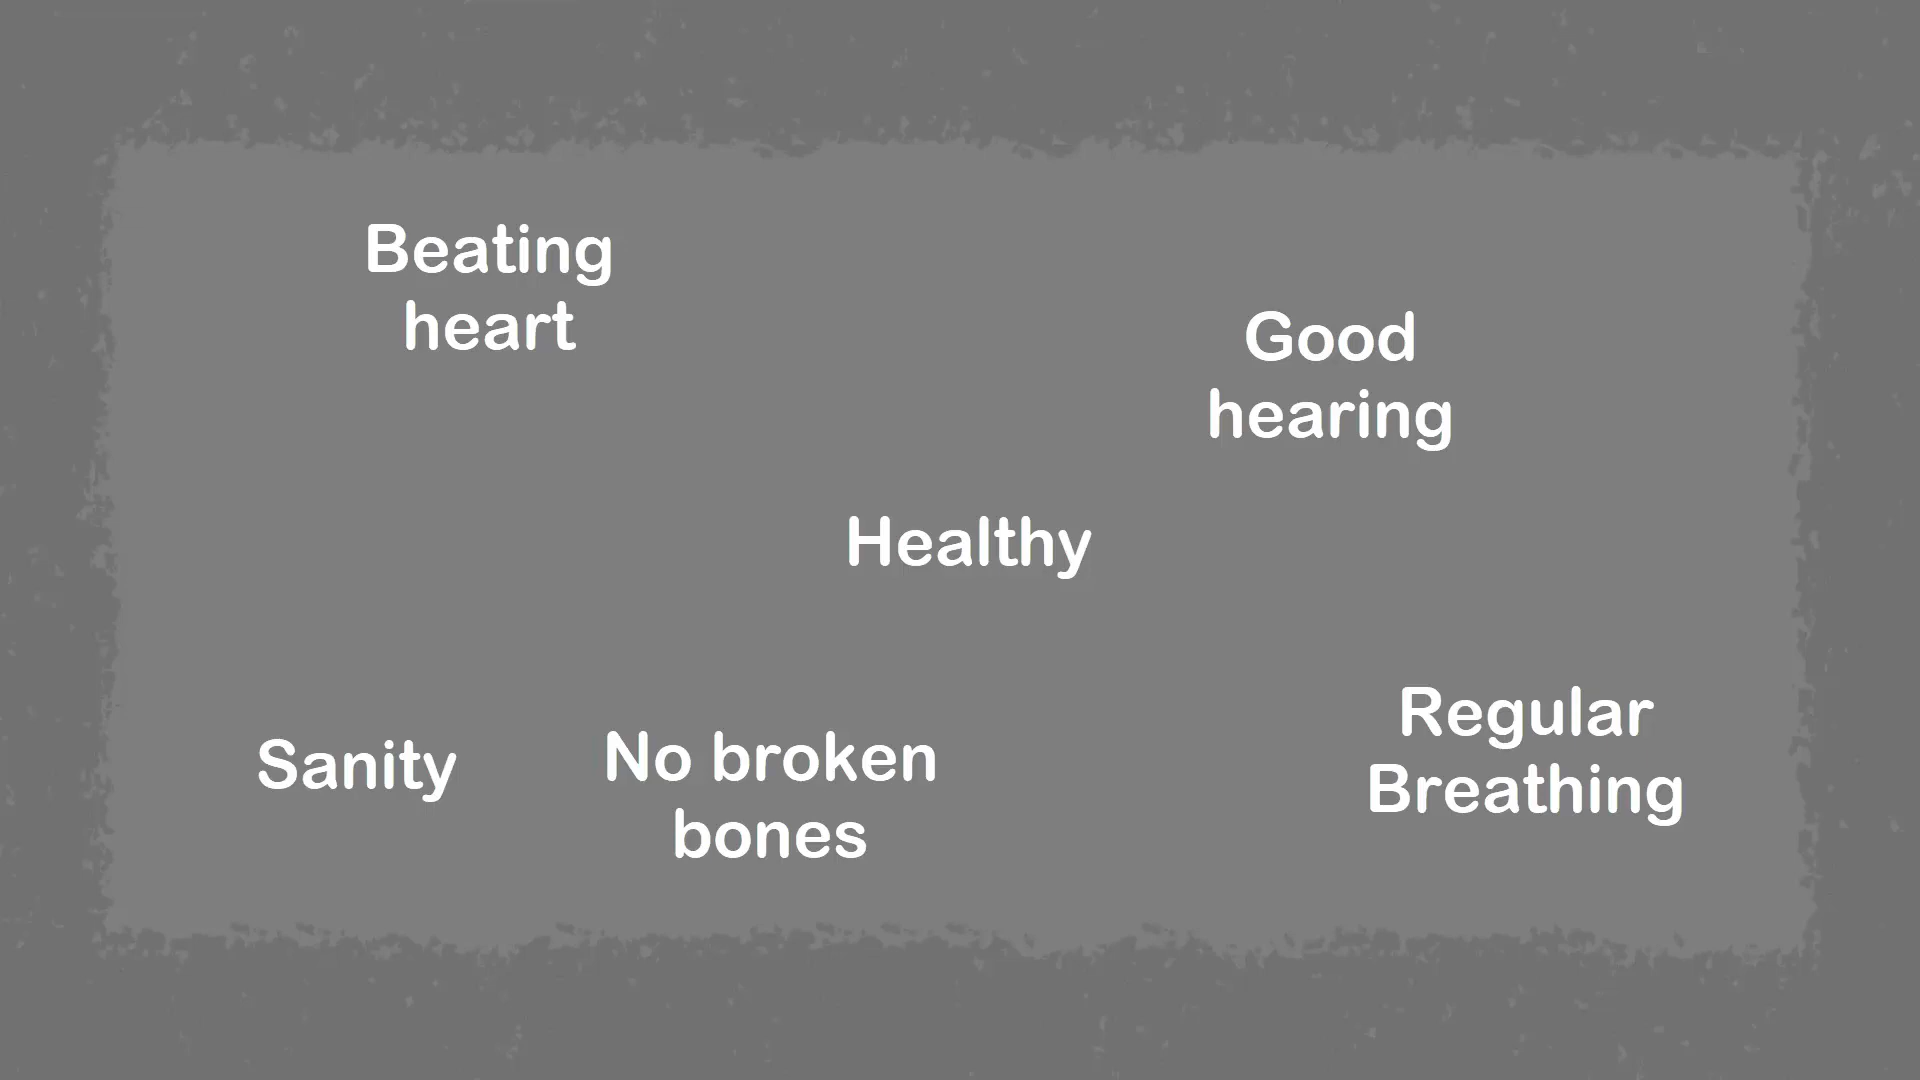 Beating
heart
Good
hearing
Healthy
Sanity
No broken
bones
Regular
Breathing